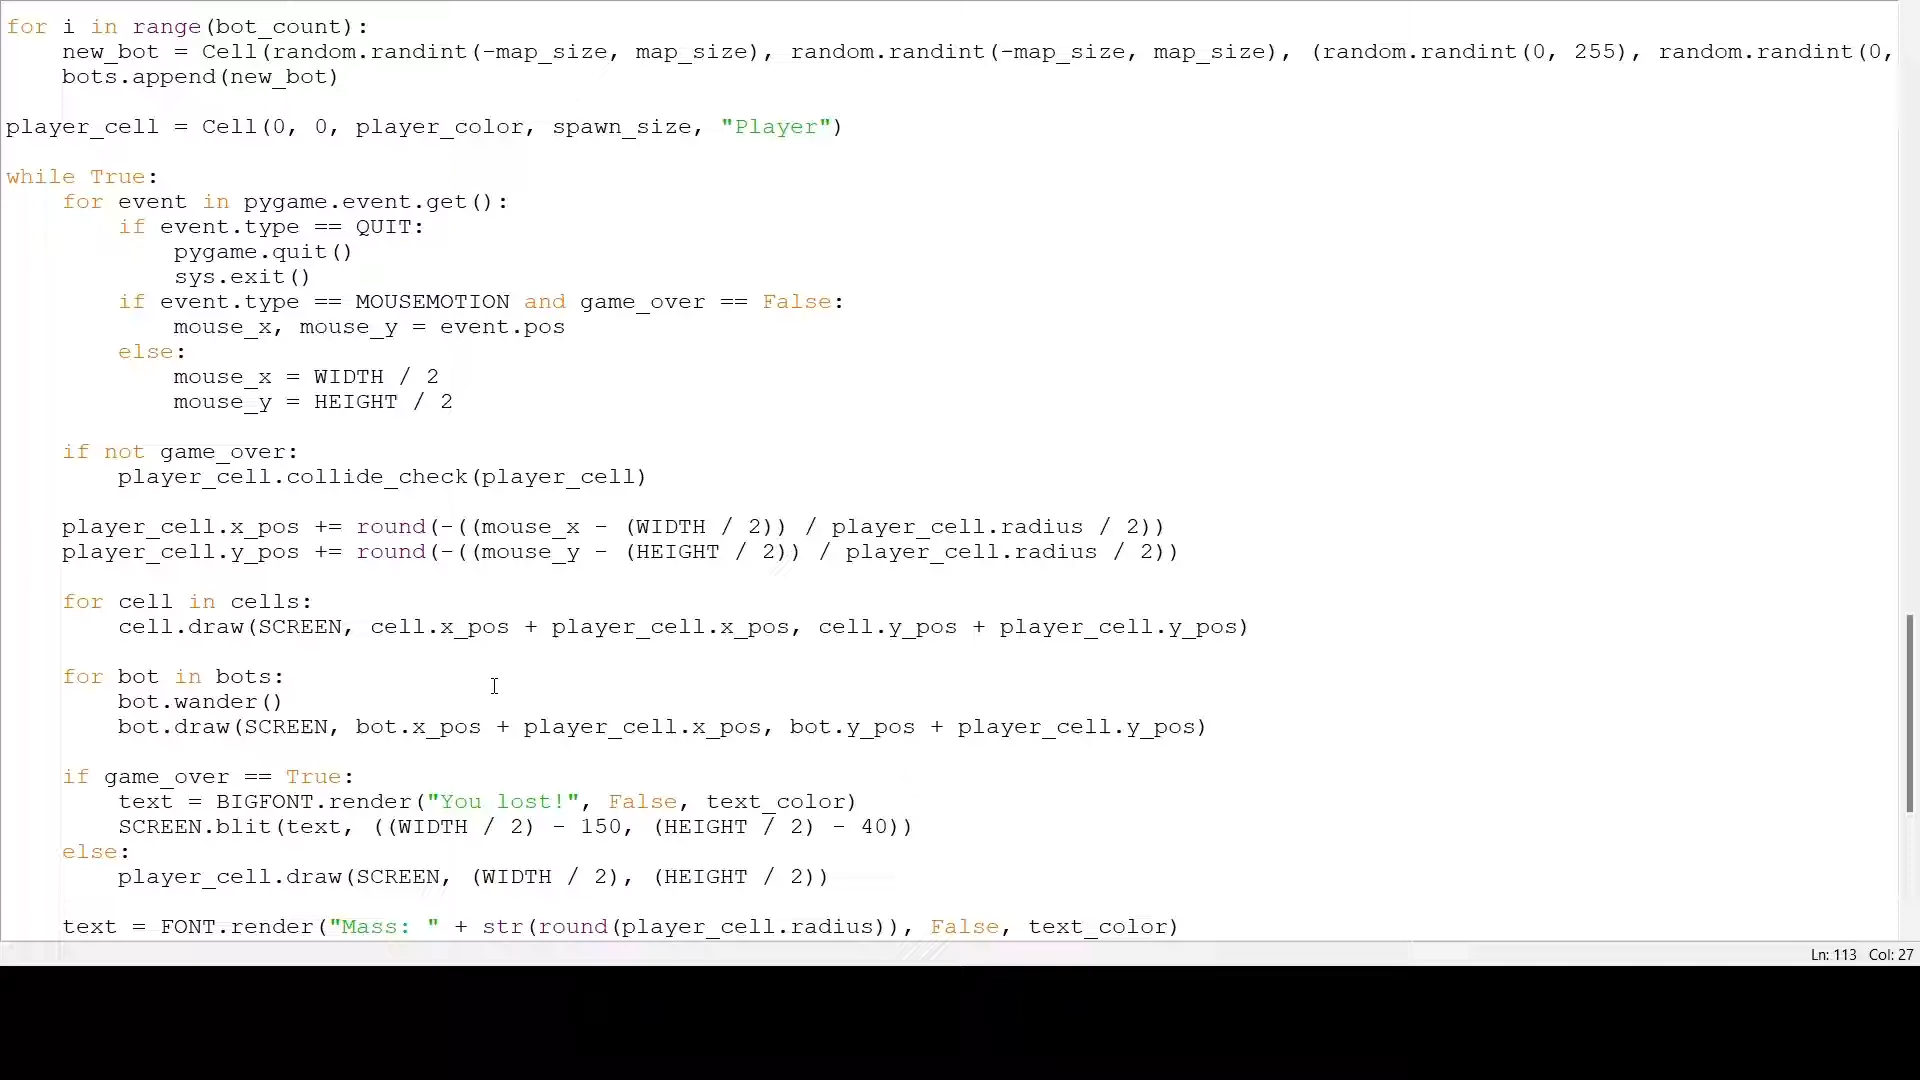 for i in range(bot_count):
    new_bot = Cell(random.randint(-map_size, map_size), random.randint(-map_size, map_size), (random.randint(0, 255), random.randint(0,
    bots.append(new_bot)

player_cell = Cell(0, 0, player_color, spawn_size, "Player")

while True:
    for event in pygame.event.get():
        if event.type == QUIT:
            pygame.quit()
            sys.exit()
        if event.type == MOUSEMOTION and game_over == False:
            mouse_x, mouse_y = event.pos
        else:
            mouse_x = WIDTH / 2
            mouse_y = HEIGHT / 2

    if not game_over:
        player_cell.collide_check(player_cell)

    player_cell.x_pos += round(-((mouse_x - (WIDTH / 2)) / player_cell.radius / 2))
    player_cell.y_pos += round(-((mouse_y - (HEIGHT / 2)) / player_cell.radius / 2))

    for cell in cells:
        cell.draw(SCREEN, cell.x_pos + player_cell.x_pos, cell.y_pos + player_cell.y_pos)

    for bot in bots:
        bot.wander()
        bot.draw(SCREEN, bot.x_pos + player_cell.x_pos, bot.y_pos + player_cell.y_pos)

    if game_over == True:
        text = BIGFONT.render("You lost!", False, text_color)
        SCREEN.blit(text, ((WIDTH / 2) - 150, (HEIGHT / 2) - 40))
    else:
        player_cell.draw(SCREEN, (WIDTH / 2), (HEIGHT / 2))

    text = FONT.render("Mass: " + str(round(player_cell.radius)), False, text_color)
Ln: 113 Col: 27